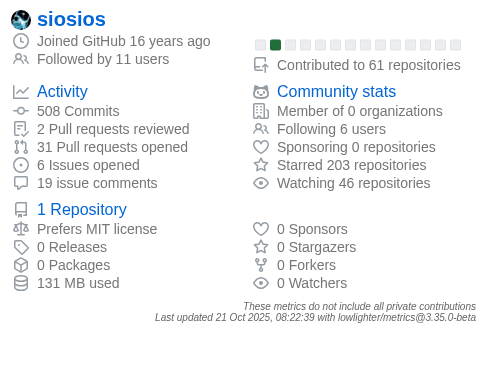 siosios
Joined GitHub 16 years ago
Followed by 11 users
Contributed to 61 repositories
Activity
508 Commits
2 Pull requests reviewed
31 Pull requests opened
6 Issues opened
19 issue comments
Community stats
Member of 0 organizations
Following 6 users
Sponsoring 0 repositories
Starred 203 repositories
Watching 46 repositories
1 Repository
Prefers MIT license
0 Releases
0 Packages
131 MB used
0 Sponsors
0 Stargazers
0 Forkers
0 Watchers
These metrics do not include all private contributions
Last updated 21 Oct 2025, 08:22:39 with lowlighter/metrics@3.35.0-beta